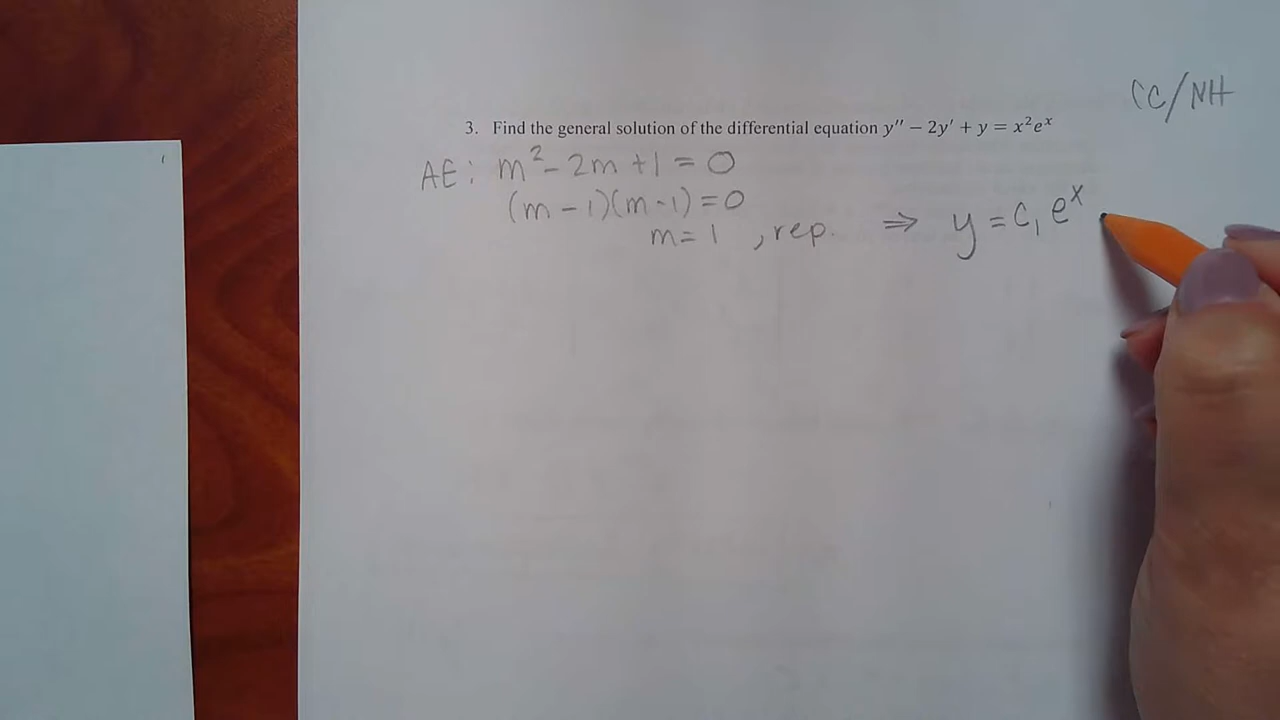 CC/NH
3. Find the general solution of the differential equation y″ − 2y′ + y = x²eˣ
AE: m² - 2m + 1 = 0
(m - 1)(m - 1) = 0
m = 1 , rep. ⇒ y = c₁ eˣ